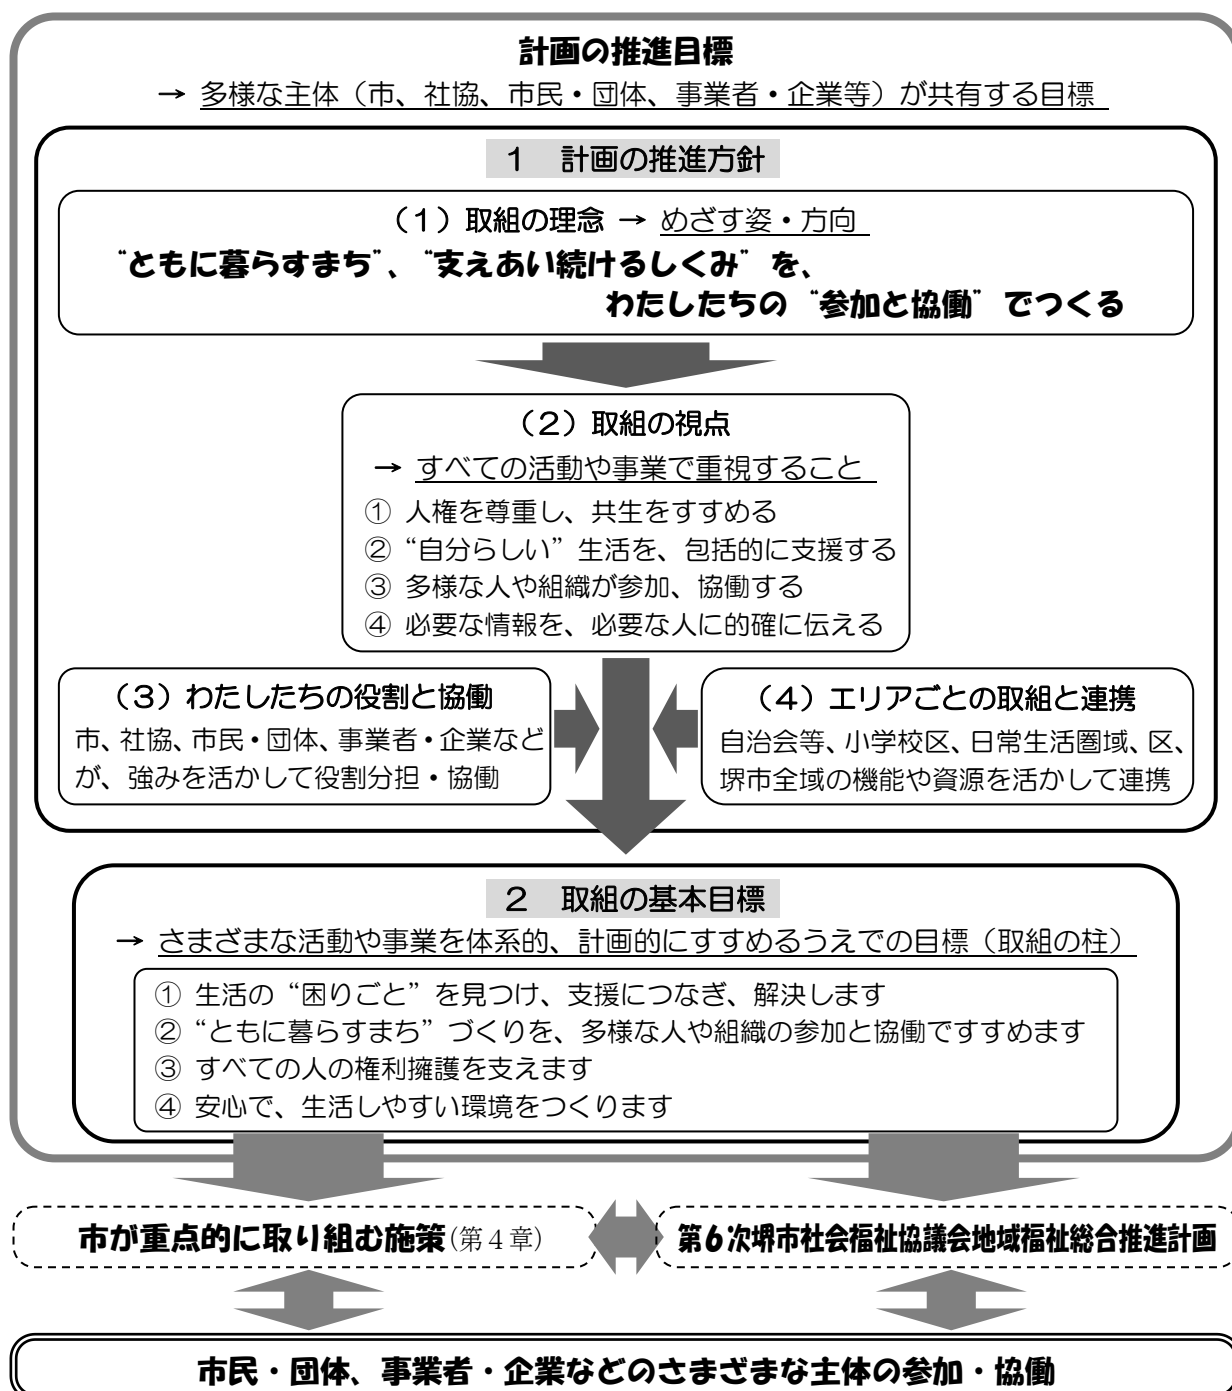 計画の推進目標
→ 多様な主体（市、社協、市民・団体、事業者・企業等）が共有する目標
１　計画の推進方針
（１）取組の理念 → めざす姿・方向
“ともに暮らすまち”、“支えあい続けるしくみ” を、
わたしたちの “参加と協働” でつくる
（２）取組の視点
→ すべての活動や事業で重視すること
① 人権を尊重し、共生をすすめる
② “自分らしい” 生活を、包括的に支援する
③ 多様な人や組織が参加、協働する
④ 必要な情報を、必要な人に的確に伝える
（３）わたしたちの役割と協働
市、社協、市民・団体、事業者・企業など
が、強みを活かして役割分担・協働
（４）エリアごとの取組と連携
自治会等、小学校区、日常生活圏域、区、
堺市全域の機能や資源を活かして連携
２　取組の基本目標
→ さまざまな活動や事業を体系的、計画的にすすめるうえでの目標（取組の柱）
① 生活の “困りごと” を見つけ、支援につなぎ、解決します
② “ともに暮らすまち” づくりを、多様な人や組織の参加と協働ですすめます
③ すべての人の権利擁護を支えます
④ 安心で、生活しやすい環境をつくります
市が重点的に取り組む施策(第４章)
第６次堺市社会福祉協議会地域福祉総合推進計画
市民・団体、事業者・企業などのさまざまな主体の参加・協働